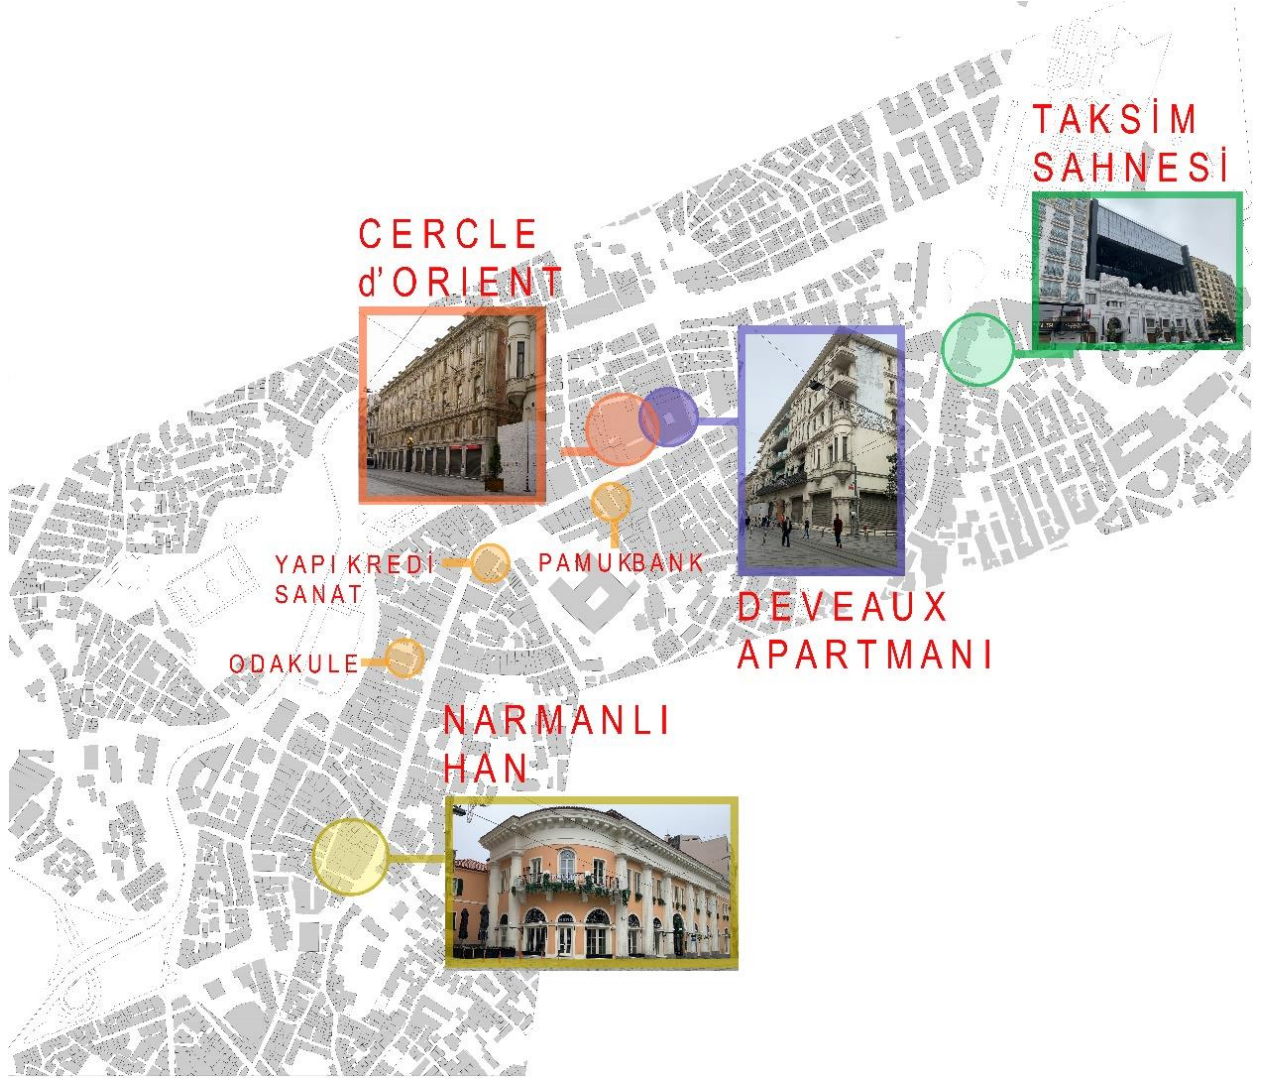 TAKSİM
SAHNESİ
CERCLE
d'ORIENT
YAPI KREDİ
SANAT
PAMUKBANK
DEVEAUX
APARTMANI
ODAKULE
NARMANLI
HAN